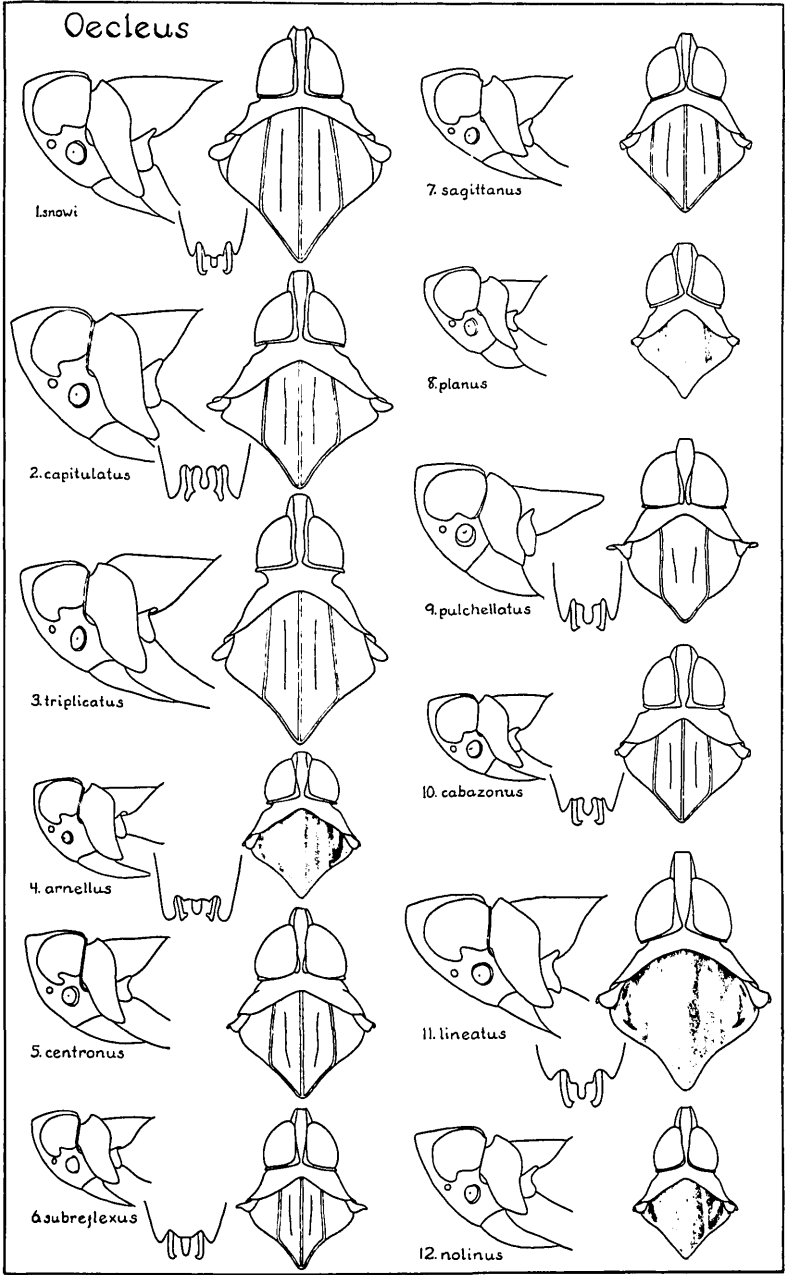 Oecleus
1.snowi
2.capitulatus
3.triplicatus
4. arnellus
5. centronus
6.subreflexus
7. sagittanus
8.planus
9.pulchellatus
10. cabazonus
11. lineatus
12. nolinus